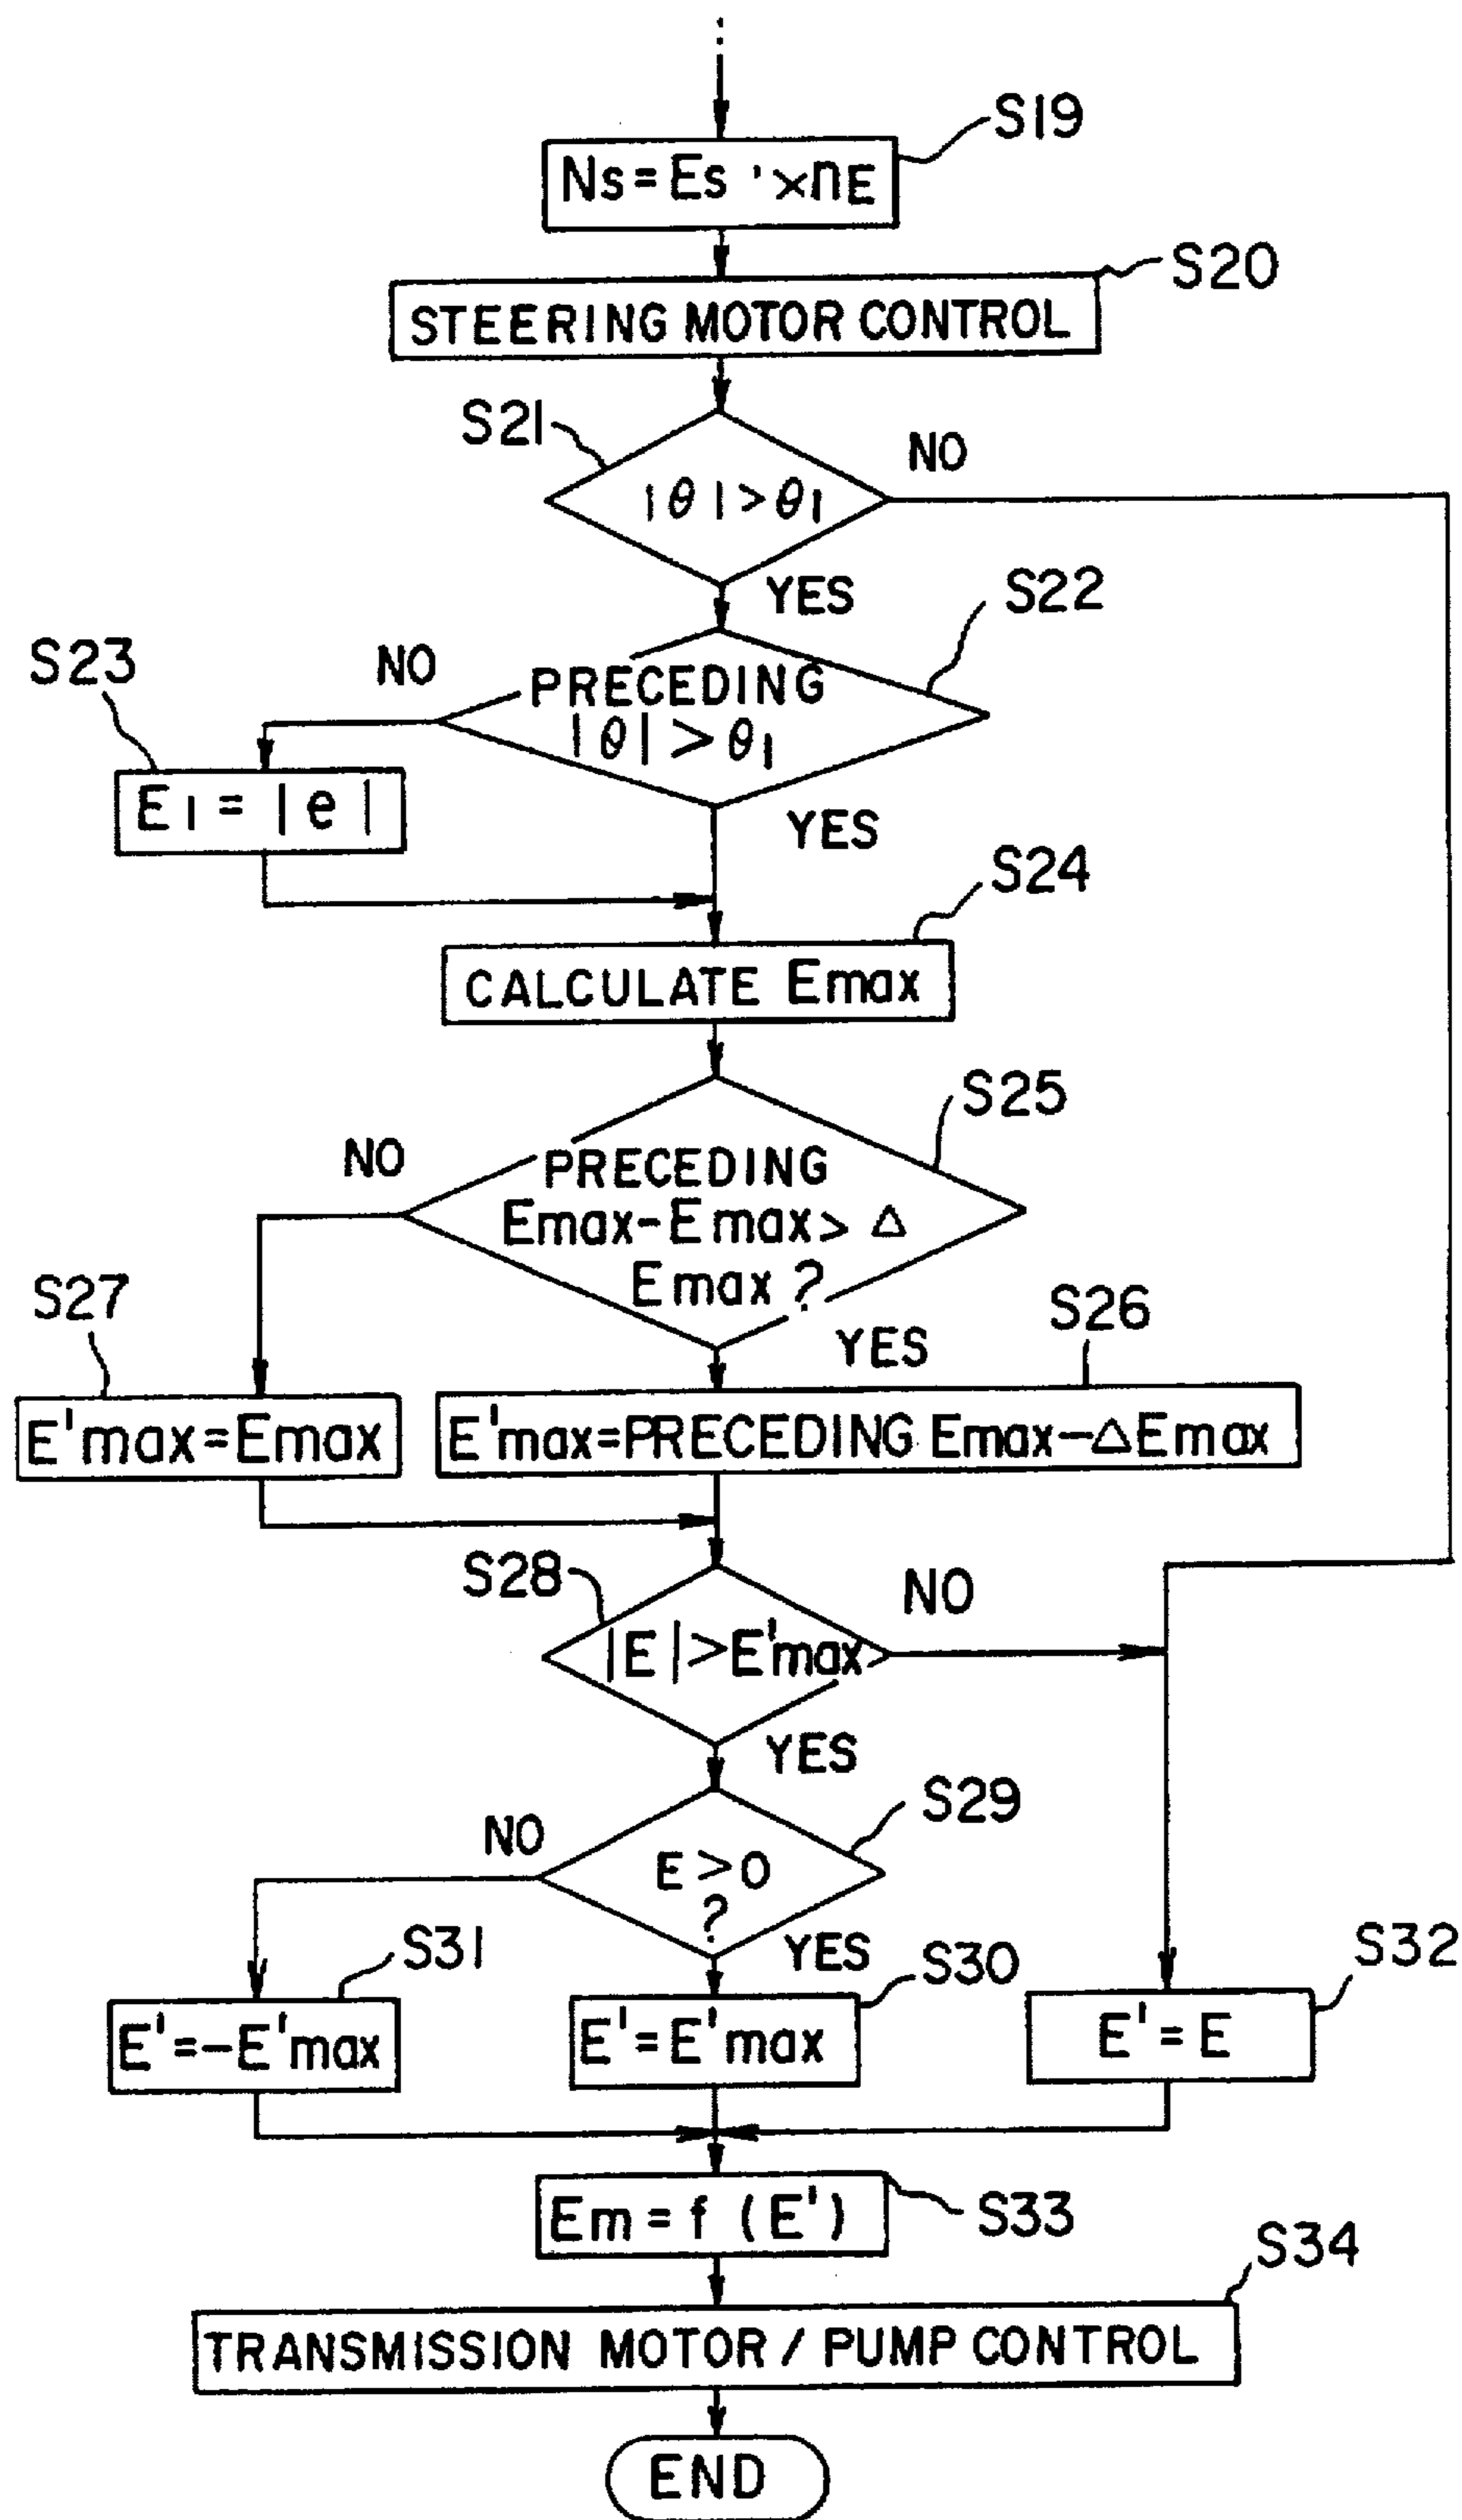 S19
Ns=Es'×nE
S20
STEERING MOTOR CONTROL
S21
NO
|θ|>θ1
YES
S22
S23
NO
PRECEDING
|θ|>θ1
E1=|e|
YES
S24
CALCULATE Emax
S25
NO
PRECEDING
Emax-Emax> Δ
Emax?
S27
S26
YES
E'max=Emax
E'max=PRECEDING Emax-ΔEmax
S28
NO
|E|>E'max
YES
S29
NO
E>0
?
S31
YES
S30
S32
E'=-E'max
E'=E'max
E'=E
Em=f(E')
S33
S34
TRANSMISSION MOTOR/PUMP CONTROL
END